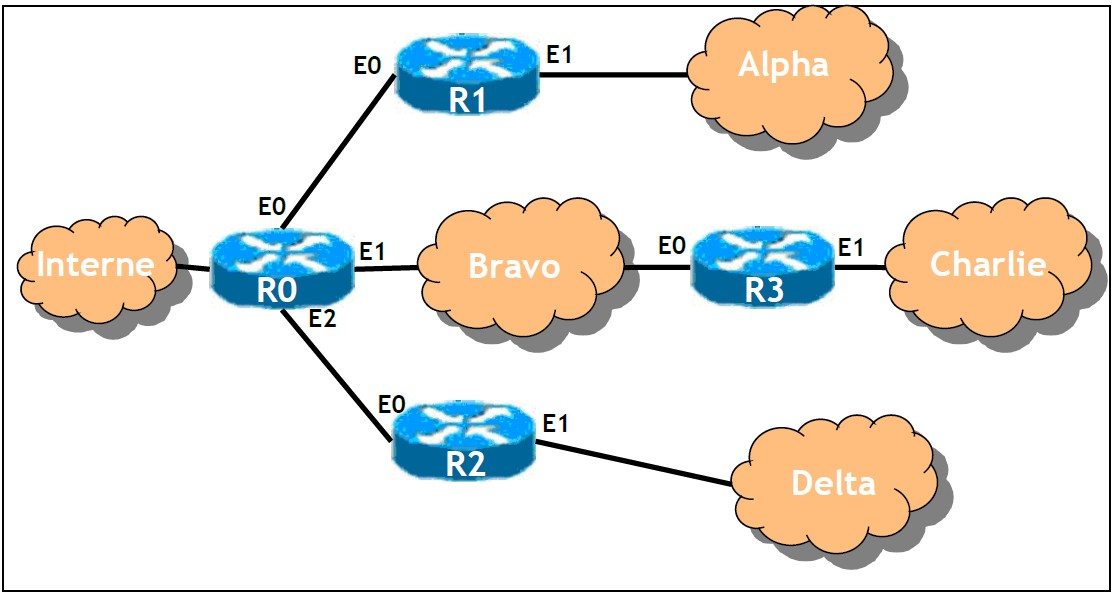 E0
R1
E1
Alpha
Interne
E0
R0
E1
E2
Bravo
E0
R3
E1
Charlie
E0
R2
E1
Delta